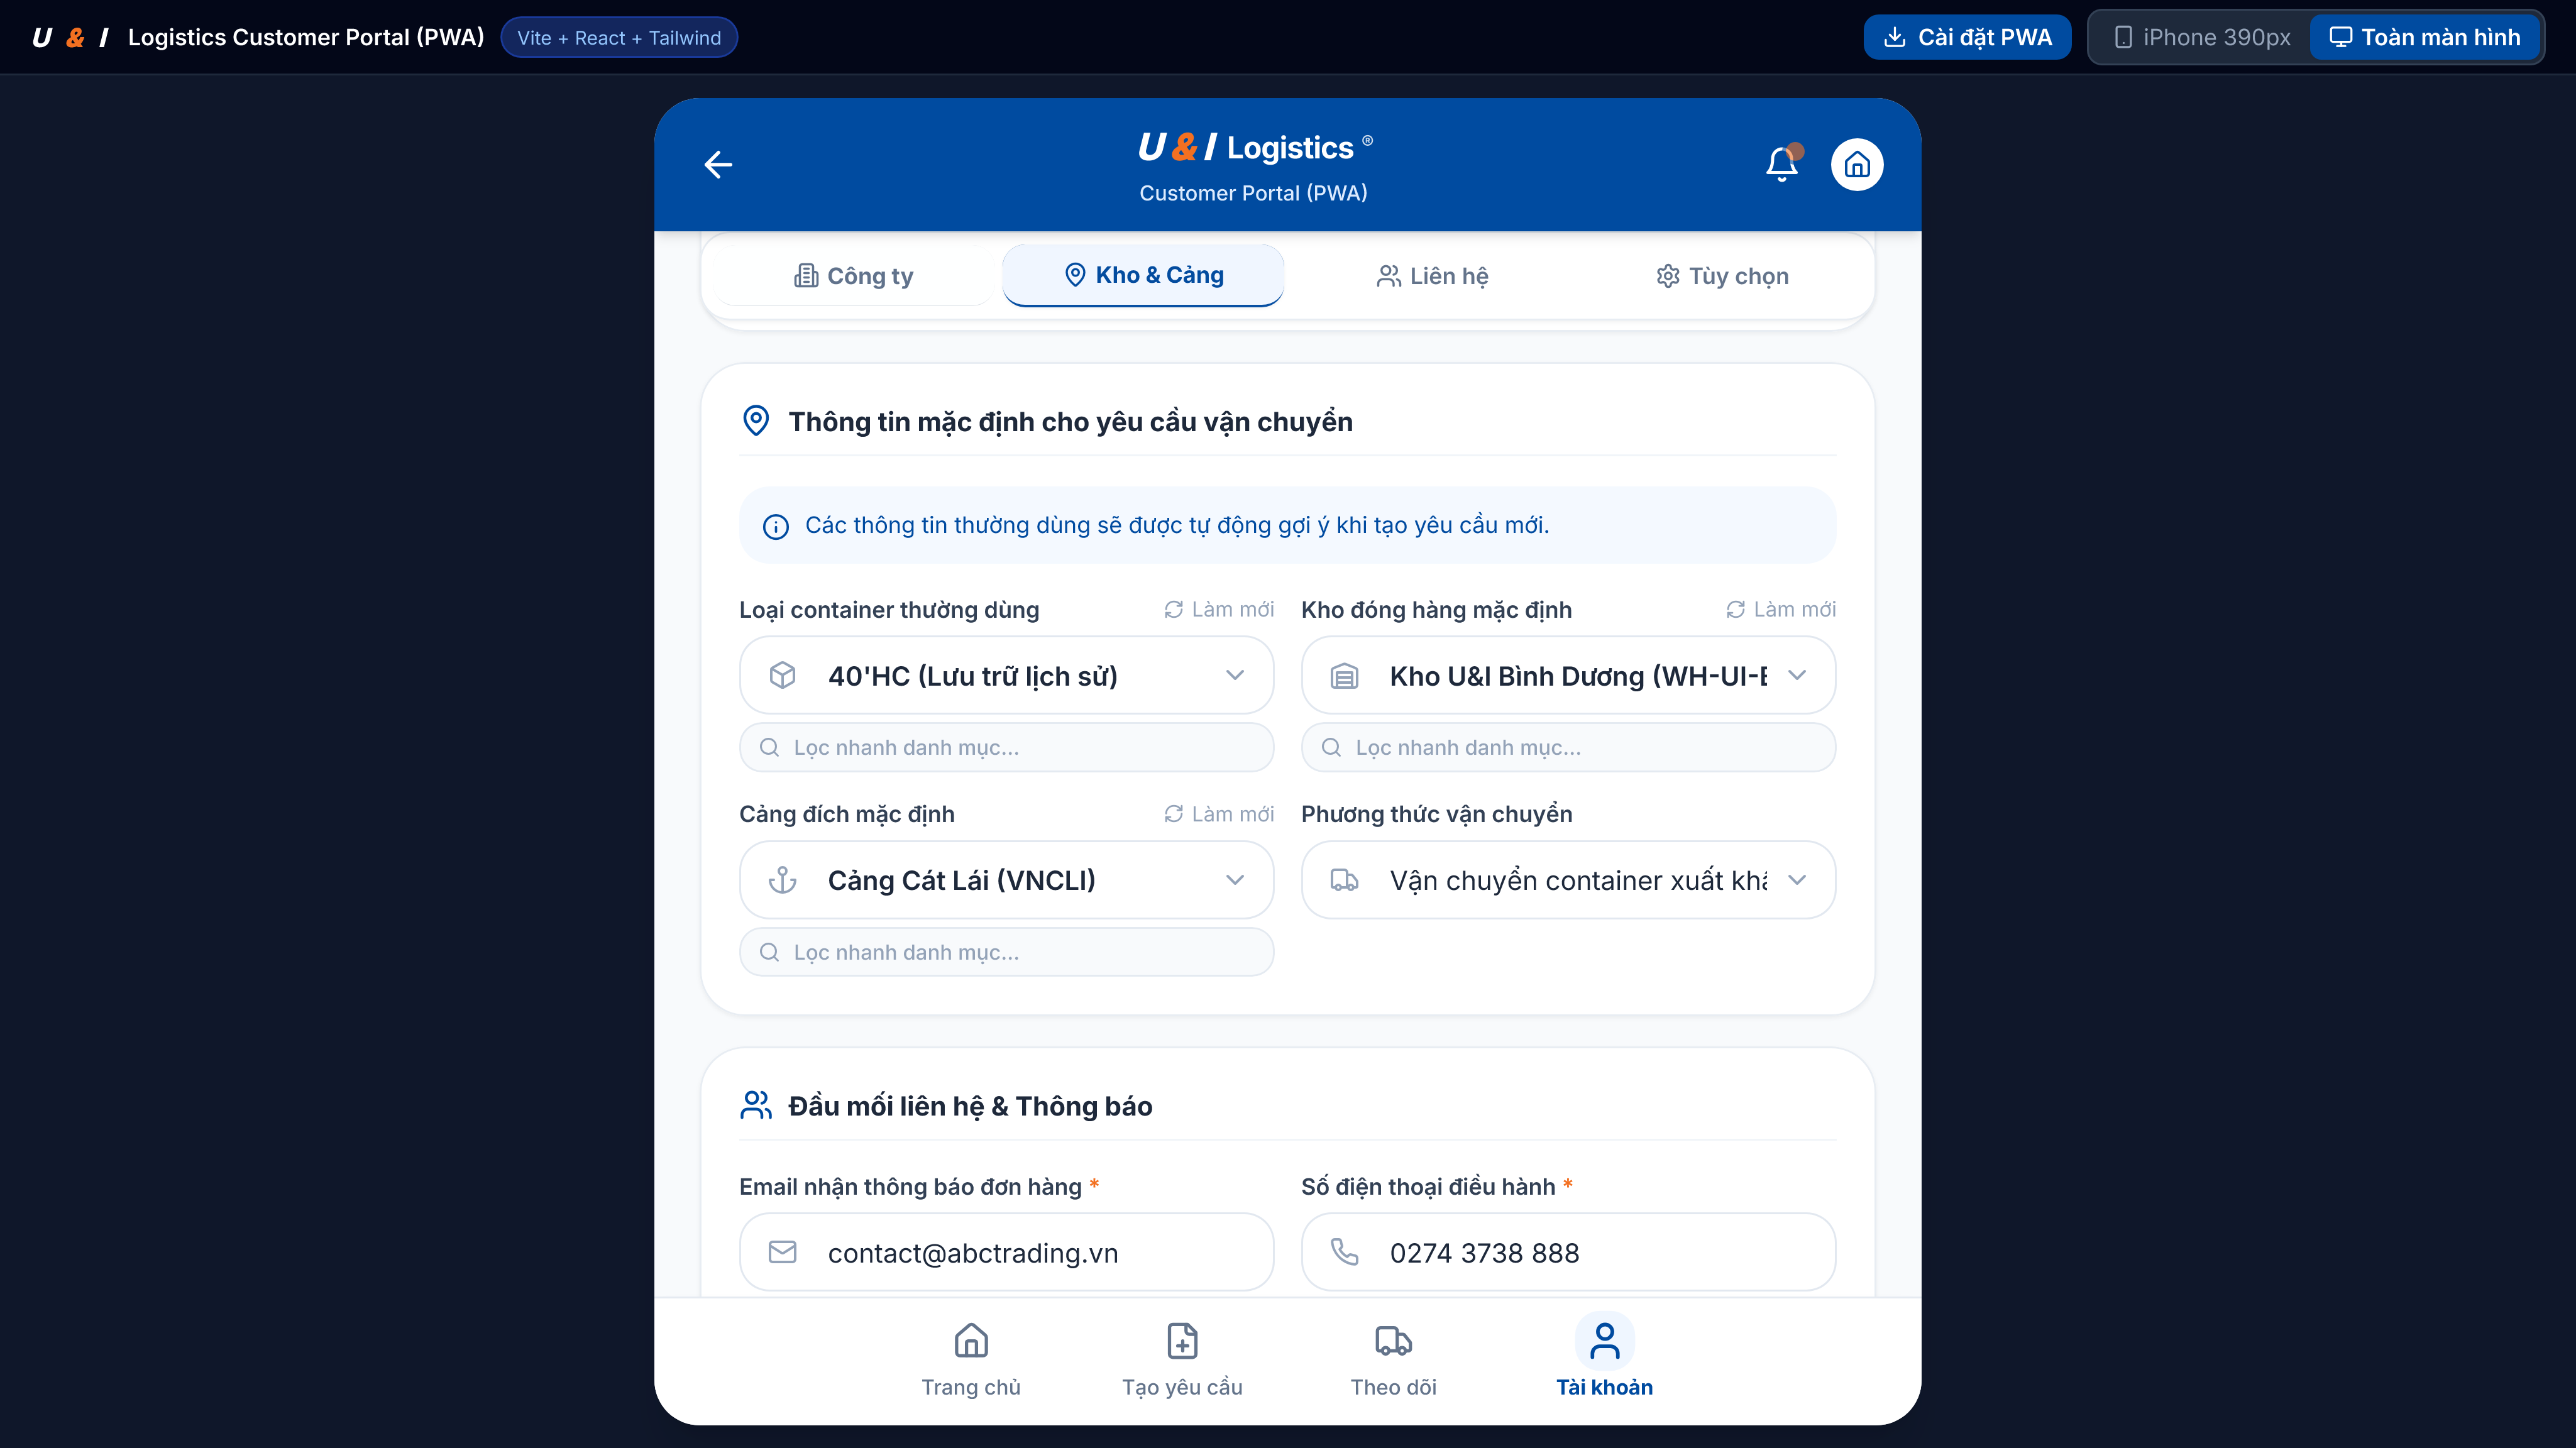 U & I Logistics Customer Portal (PWA) Vite + React + Tailwind Cài đặt PWA iPhone 390px Toàn màn hình
U & I Logistics ®
Customer Portal (PWA)
Công ty Kho & Cảng Liên hệ Tùy chọn
Thông tin mặc định cho yêu cầu vận chuyển
Các thông tin thường dùng sẽ được tự động gợi ý khi tạo yêu cầu mới.
Loại container thường dùng Làm mới Kho đóng hàng mặc định Làm mới
40'HC (Lưu trữ lịch sử) Kho U&I Bình Dương (WH-UI-
Lọc nhanh danh mục... Lọc nhanh danh mục...
Cảng đích mặc định Làm mới Phương thức vận chuyển
Cảng Cát Lái (VNCLI) Vận chuyển container xuất khẩ
Lọc nhanh danh mục...
Đầu mối liên hệ & Thông báo
Email nhận thông báo đơn hàng * Số điện thoại điều hành *
contact@abctrading.vn 0274 3738 888
Trang chủ Tạo yêu cầu Theo dõi Tài khoản